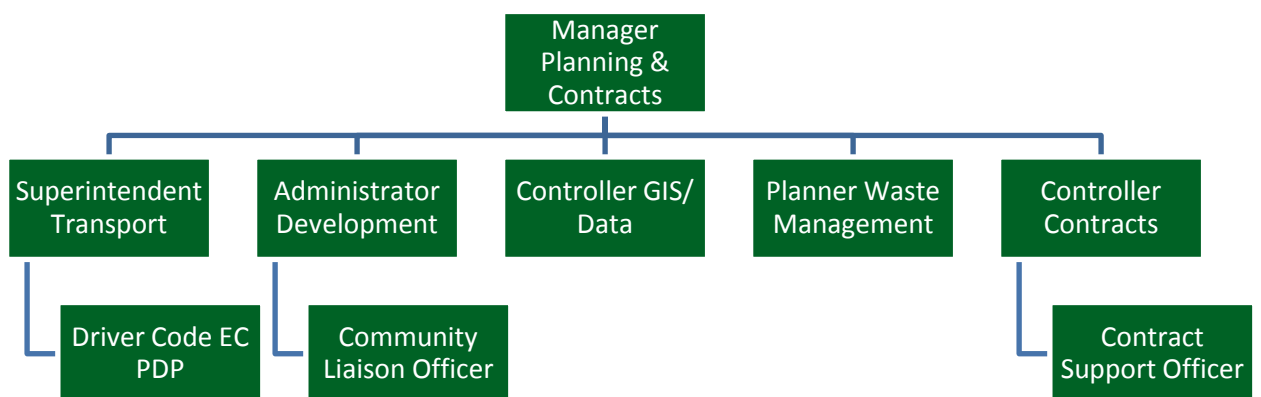 Manager
Planning &
Contracts
Superintendent
Transport
Administrator
Development
Controller GIS/
Data
Planner Waste
Management
Controller
Contracts
Driver Code EC
PDP
Community
Liaison Officer
Contract
Support Officer